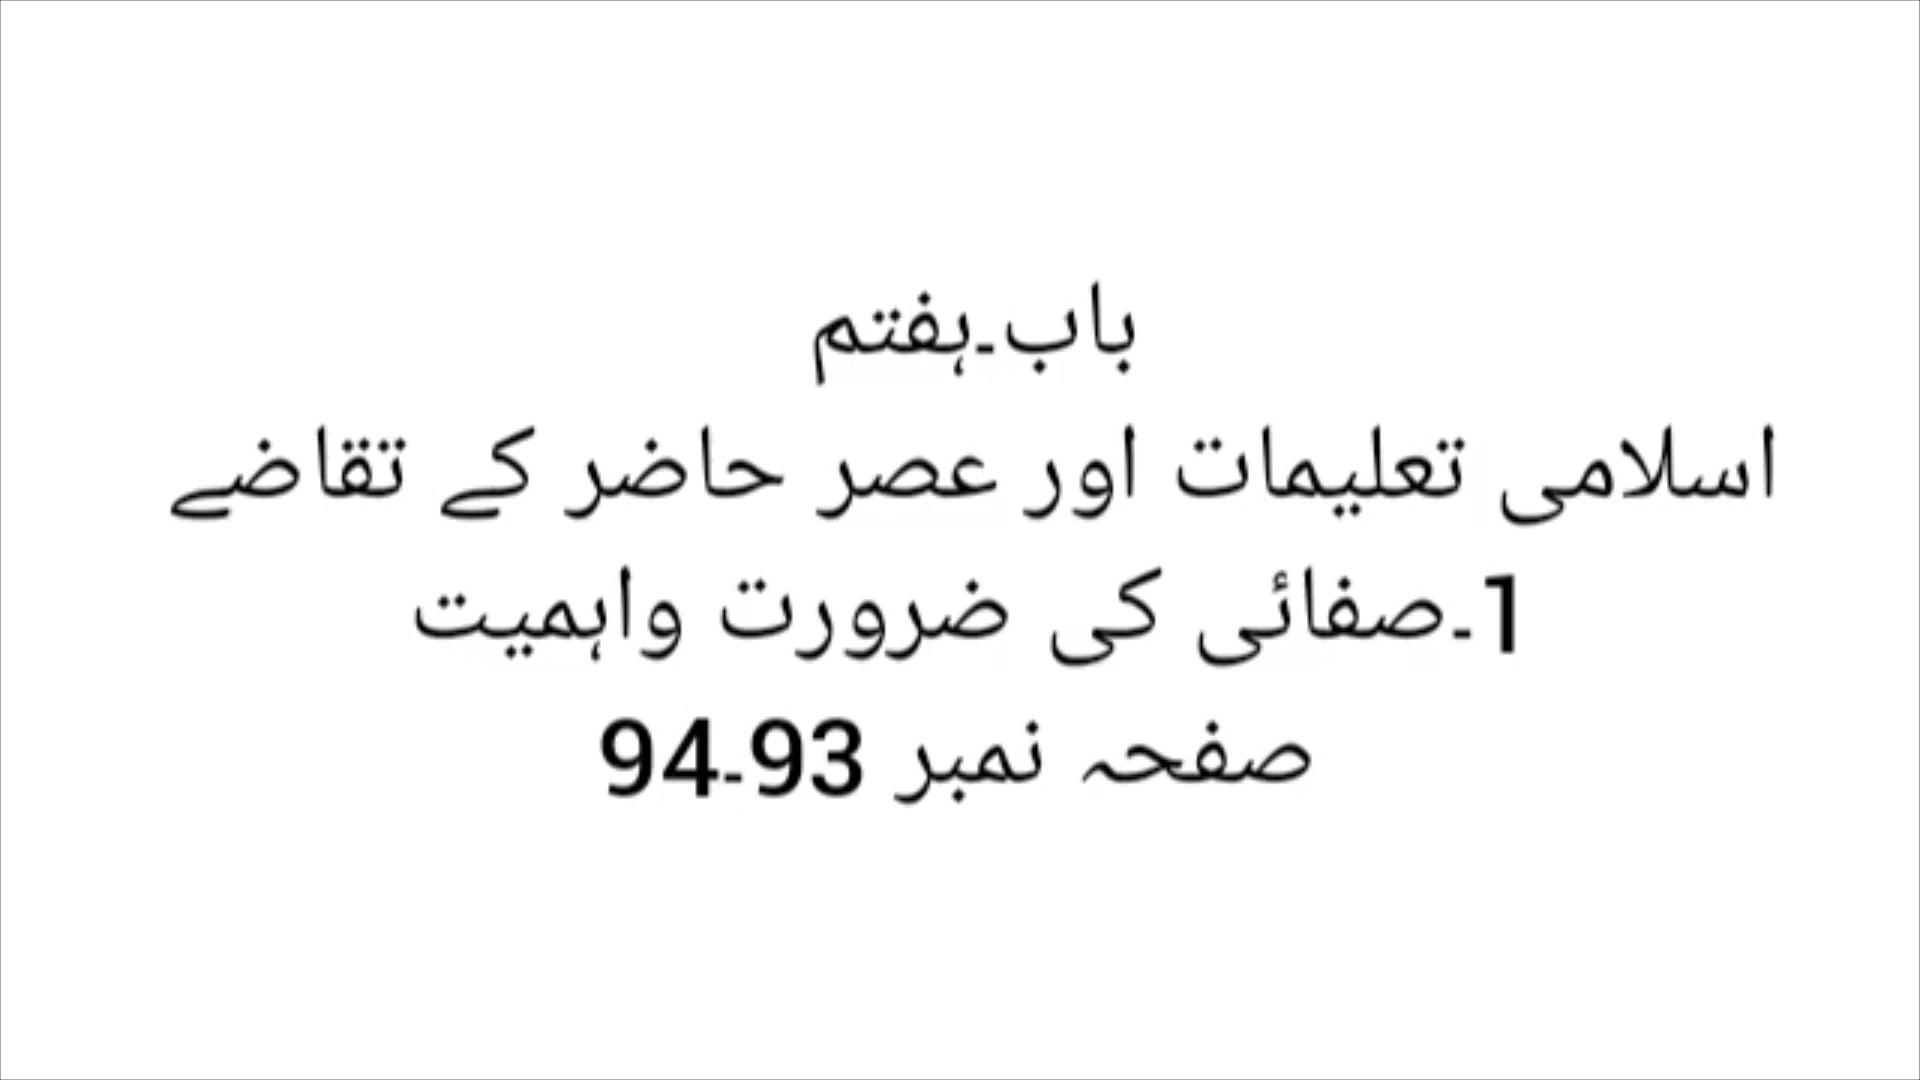 باب۔ہفتم
اسلامی تعلیمات اور عصر حاضر کے تقاضے
1۔صفائی کی ضرورت واہمیت
صفحہ نمبر 93۔94